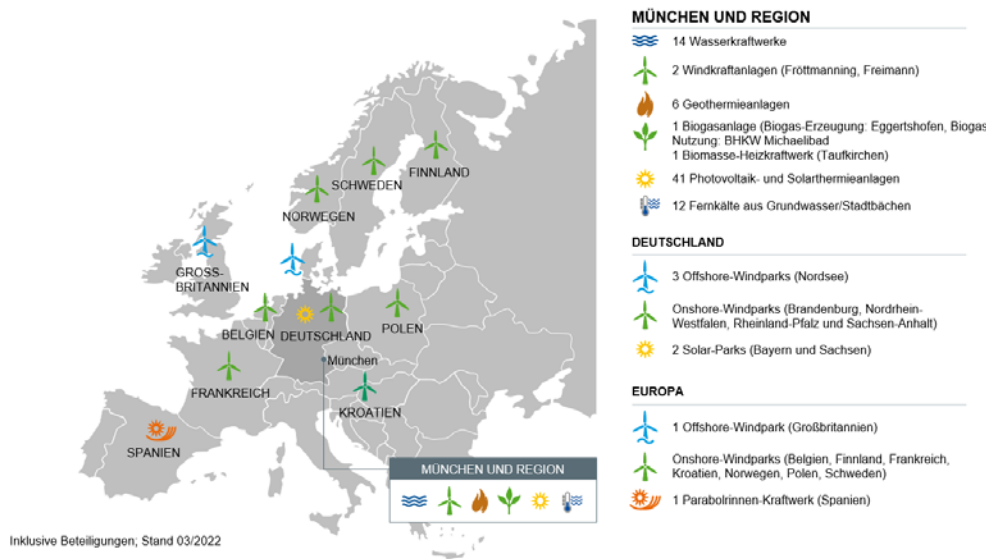 SCHWEDEN
FINNLAND
NORWEGEN
GROSS-
BRITANNIEN
BELGIEN
DEUTSCHLAND
POLEN
München
FRANKREICH
KROATIEN
SPANIEN
MÜNCHEN UND REGION
Inklusive Beteiligungen; Stand 03/2022
MÜNCHEN UND REGION
14 Wasserkraftwerke
2 Windkraftanlagen (Fröttmanning, Freimann)
6 Geothermieanlagen
1 Biogasanlage (Biogas-Erzeugung: Eggertshofen, Biogas
Nutzung: BHKW Michaelibad
1 Biomasse-Heizkraftwerk (Taufkirchen)
41 Photovoltaik- und Solarthermieanlagen
12 Fernkälte aus Grundwasser/Stadtbächen
DEUTSCHLAND
3 Offshore-Windparks (Nordsee)
Onshore-Windparks (Brandenburg, Nordrhein-
Westfalen, Rheinland-Pfalz und Sachsen-Anhalt)
2 Solar-Parks (Bayern und Sachsen)
EUROPA
1 Offshore-Windpark (Großbritannien)
Onshore-Windparks (Belgien, Finnland, Frankreich,
Kroatien, Norwegen, Polen, Schweden)
1 Parabolrinnen-Kraftwerk (Spanien)